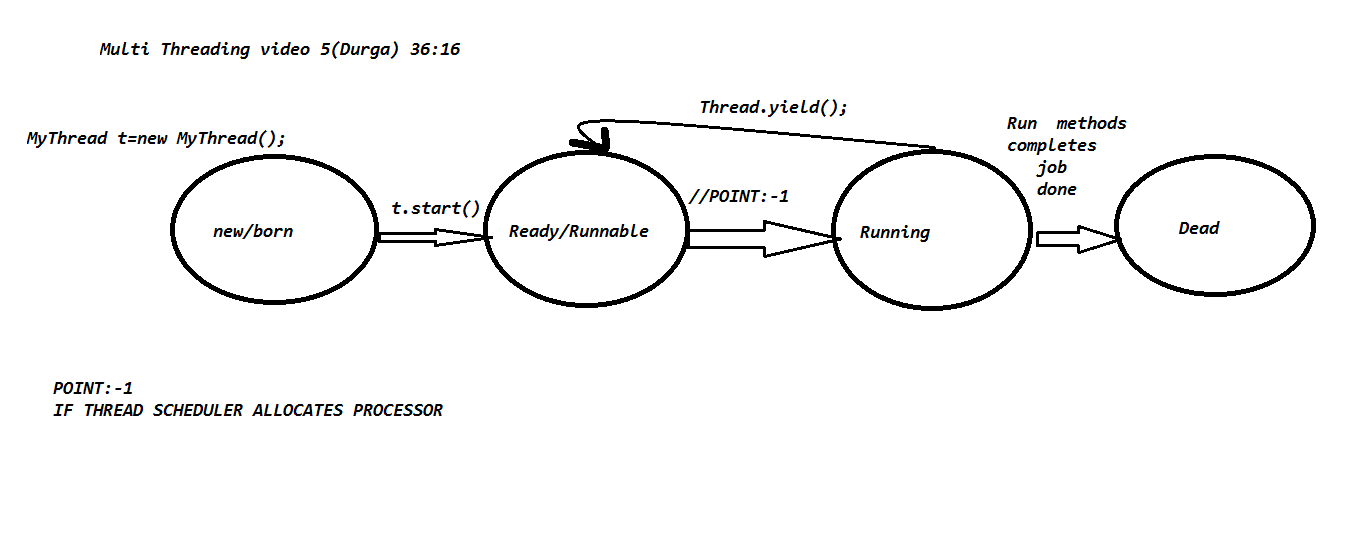 Multi Threading video 5(Durga) 36:16
Thread.yield();
MyThread t=new MyThread();
Run methods
completes
job
done
t.start()
//POINT:-1
new/born
Ready/Runnable
Running
Dead
POINT:-1
IF THREAD SCHEDULER ALLOCATES PROCESSOR